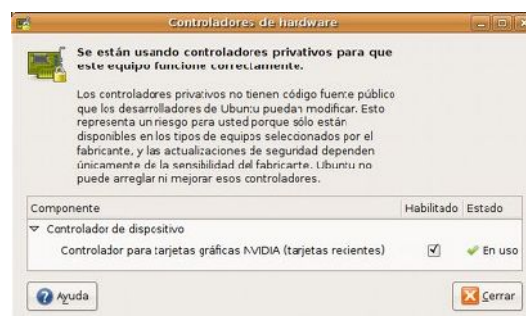 Controladores de hardware
Se están usando controladores privativos para que
este equipo funcione correctamente.
Los controladores privativos no tienen código fuente público
que los desarrolladores de Ubuntu puedan modificar. Esto
representa un riesgo para usted porque sólo están
disponibles en los tipos de equipos seleccionados por el
fabricante, y las actualizaciones de seguridad dependen
únicamente de la sensibilidad del fabricante. Ubuntu no
puede arreglar ni mejorar esos controladores.
Componente Habilitado Estado
Controlador de dispositivo
Controlador para tarjetas gráficas NVIDIA (tarjetas recientes) En uso
Ayuda Cerrar